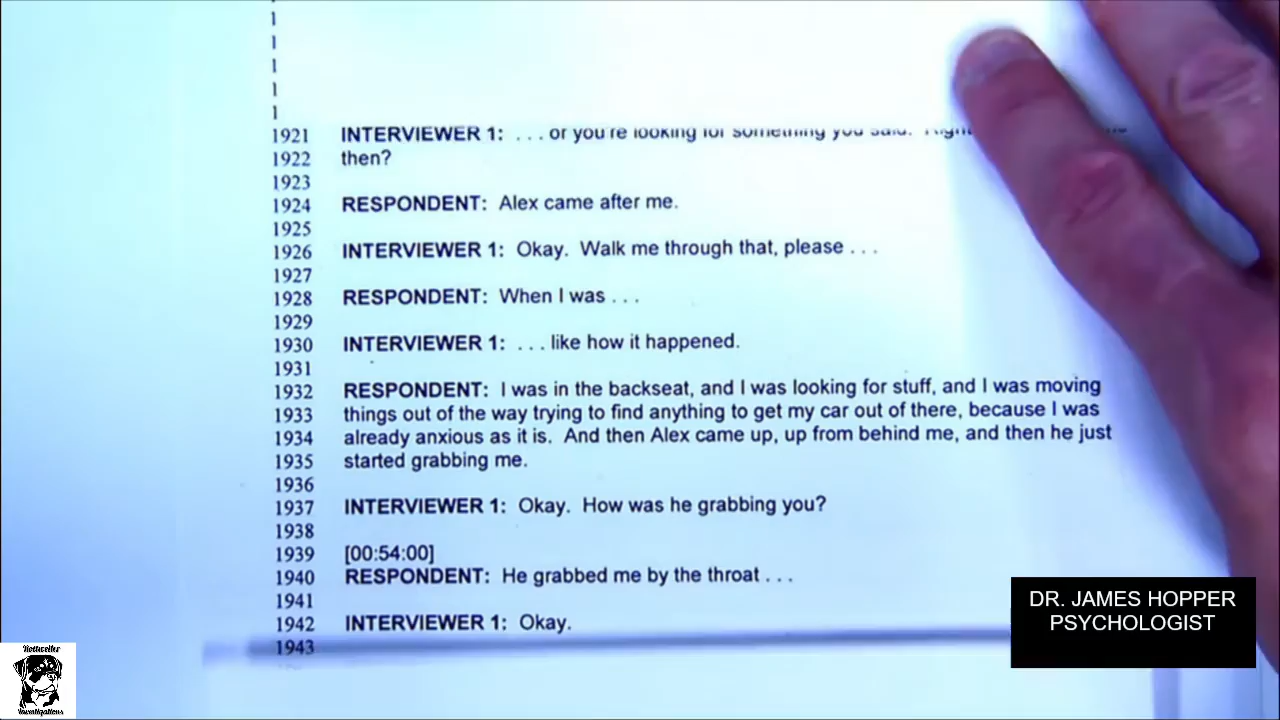 1921 INTERVIEWER 1: . . . or you're looking for something you said. Right
1922 then?
1923
1924 RESPONDENT: Alex came after me.
1925
1926 INTERVIEWER 1: Okay. Walk me through that, please . . .
1927
1928 RESPONDENT: When I was . . .
1929
1930 INTERVIEWER 1: . . . like how it happened.
1931
1932 RESPONDENT: I was in the backseat, and I was looking for stuff, and I was moving
1933 things out of the way trying to find anything to get my car out of there, because I was
1934 already anxious as it is. And then Alex came up, up from behind me, and then he just
1935 started grabbing me.
1936
1937 INTERVIEWER 1: Okay. How was he grabbing you?
1938
1939 [00:54:00]
1940 RESPONDENT: He grabbed me by the throat . . .
1941
1942 INTERVIEWER 1: Okay.
1943
DR. JAMES HOPPER
PSYCHOLOGIST
Rottweiler
Investigations